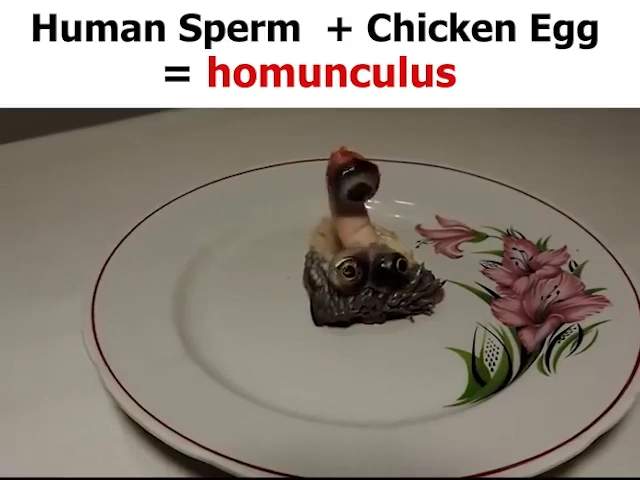 Human Sperm + Chicken Egg
= homunculus